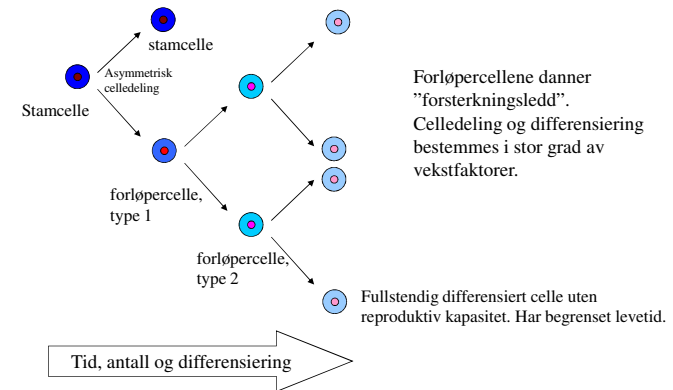 stamcelle
Asymmetrisk
celledeling
Stamcelle
forløpercelle,
type 1
forløpercelle,
type 2
Forløpercellene danner
”forsterkningsledd”.
Celledeling og differensiering
bestemmes i stor grad av
vekstfaktorer.
Fullstendig differensiert celle uten
reproduktiv kapasitet. Har begrenset levetid.
Tid, antall og differensiering